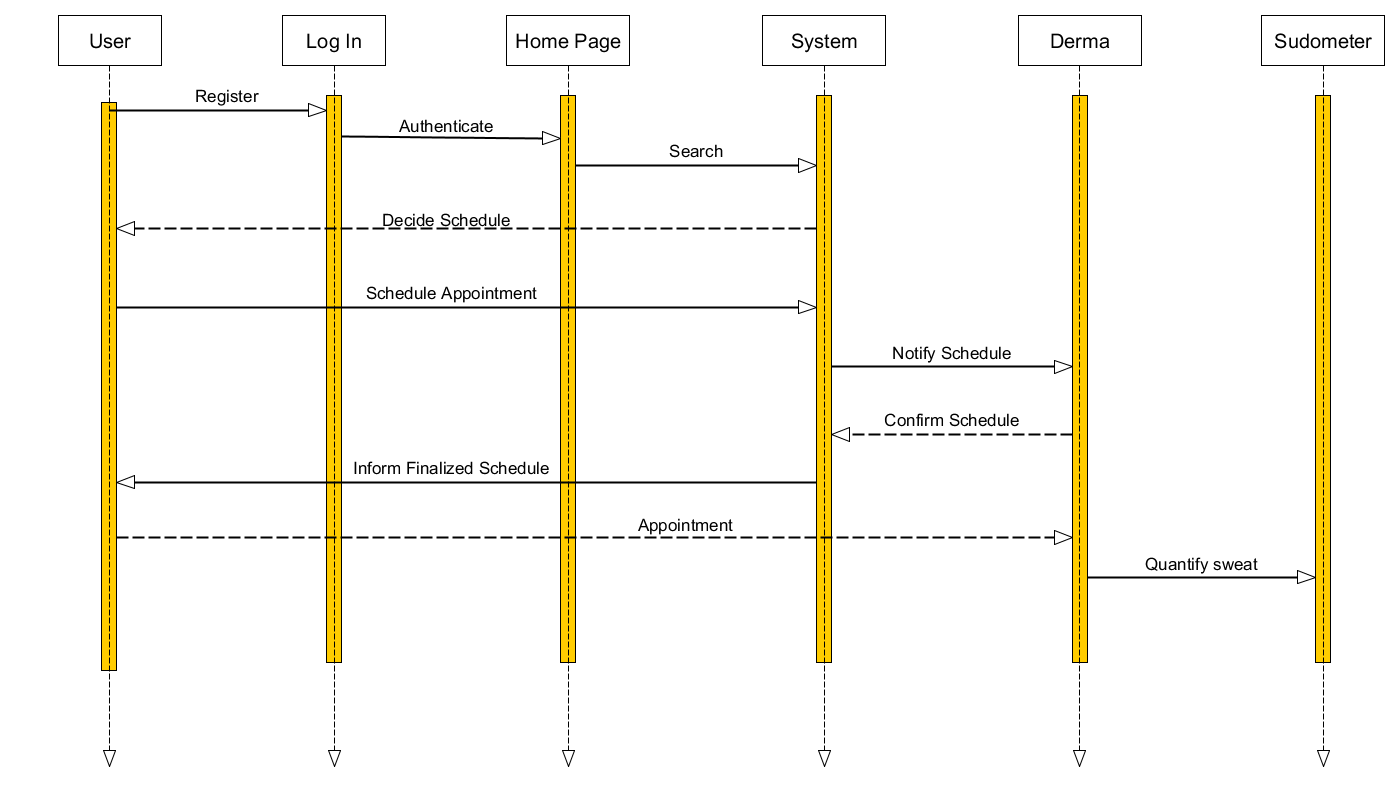 User
Log In
Home Page
System
Derma
Sudometer
Register
Authenticate
Search
Decide Schedule
Schedule Appointment
Notify Schedule
Confirm Schedule
Inform Finalized Schedule
Appointment
Quantify sweat